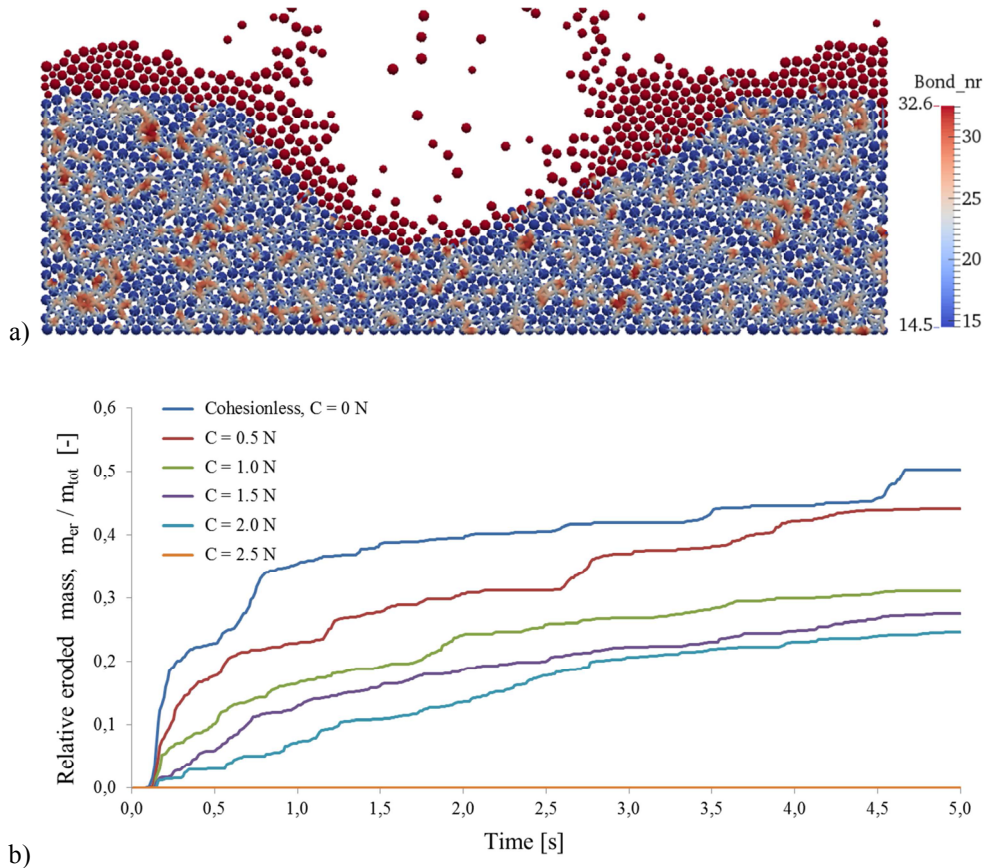 Bond_nr
32.6
30
25
20
14.5
15
a)
0,6
0,5
0,4
0,3
0,2
0,1
0,0
Relative eroded mass, m_er / m_tot [-]
Cohesionless, C = 0 N
C = 0.5 N
C = 1.0 N
C = 1.5 N
C = 2.0 N
C = 2.5 N
0,0 0,5 1,0 1,5 2,0 2,5 3,0 3,5 4,0 4,5 5,0
Time [s]
b)